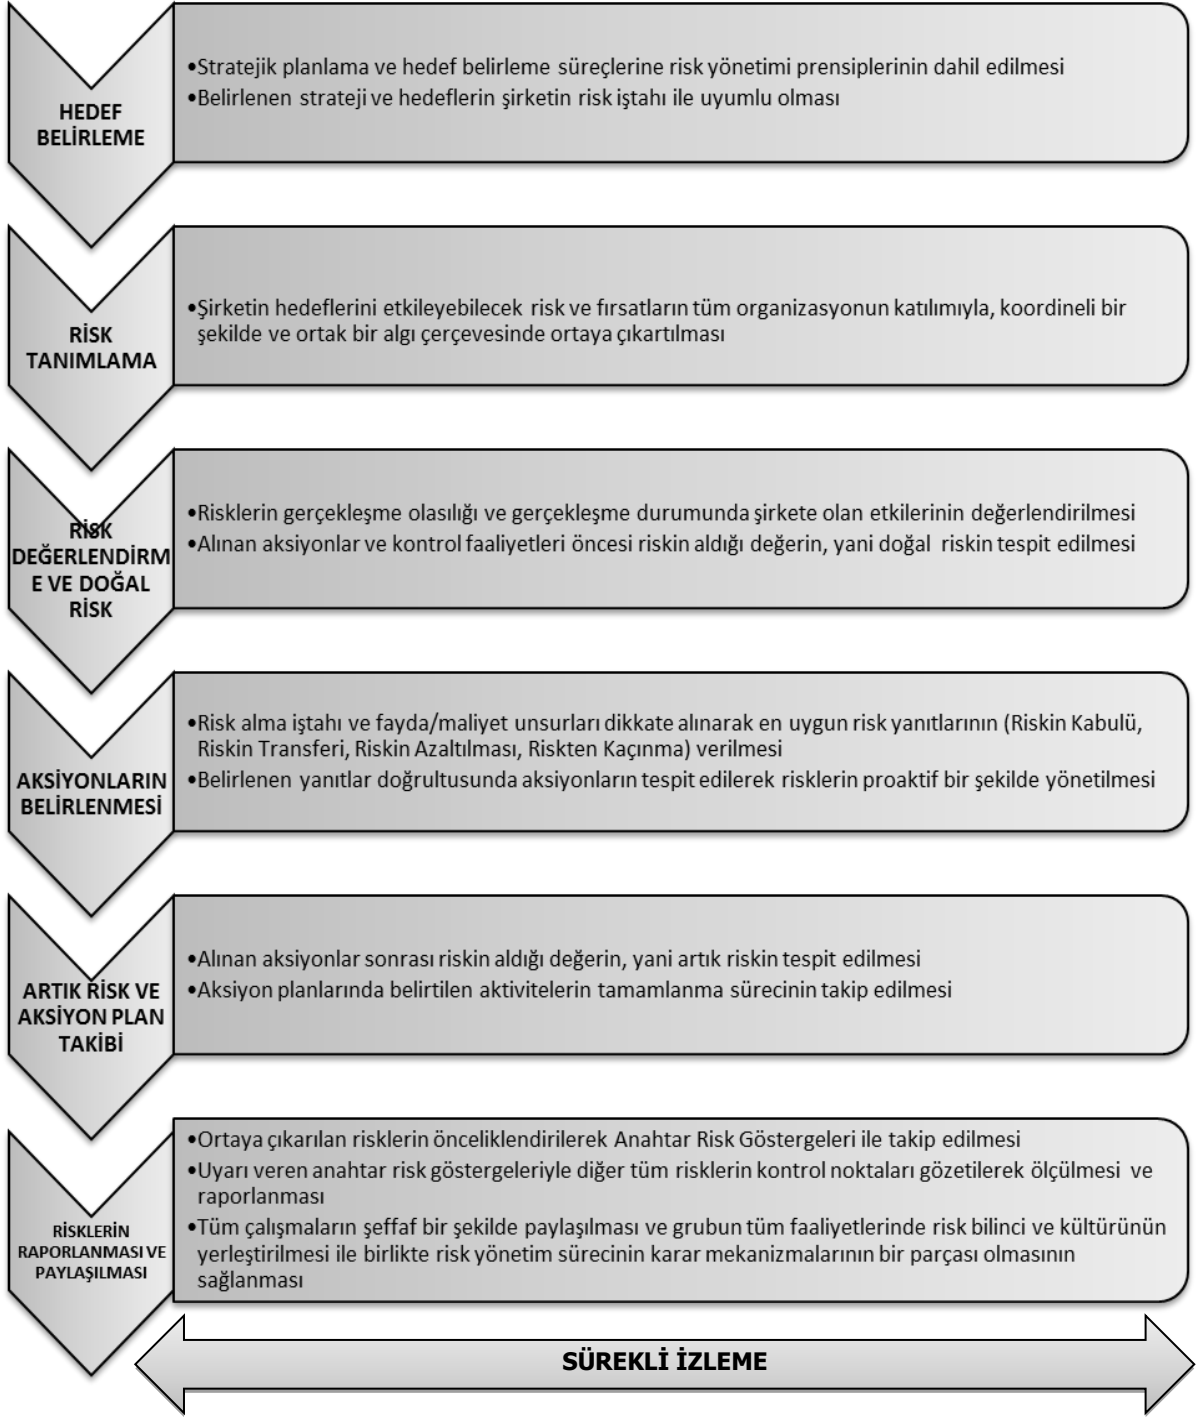 HEDEF
BELİRLEME
•Stratejik planlama ve hedef belirleme süreçlerine risk yönetimi prensiplerinin dahil edilmesi
•Belirlenen strateji ve hedeflerin şirketin risk iştahı ile uyumlu olması
RİSK
TANIMLAMA
•Şirketin hedeflerini etkileyebilecek risk ve fırsatların tüm organizasyonun katılımıyla, koordineli bir
şekilde ve ortak bir algı çerçevesinde ortaya çıkartılması
RİSK
DEĞERLENDİRM
E VE DOĞAL
RİSK
•Risklerin gerçekleşme olasılığı ve gerçekleşme durumunda şirkete olan etkilerinin değerlendirilmesi
•Alınan aksiyonlar ve kontrol faaliyetleri öncesi riskin aldığı değerin, yani doğal riskin tespit edilmesi
AKSİYONLARIN
BELİRLENMESİ
•Risk alma iştahı ve fayda/maliyet unsurları dikkate alınarak en uygun risk yanıtlarının (Riskin Kabulü,
Riskin Transferi, Riskin Azaltılması, Riskten Kaçınma) verilmesi
•Belirlenen yanıtlar doğrultusunda aksiyonların tespit edilerek risklerin proaktif bir şekilde yönetilmesi
ARTIK RİSK VE
AKSİYON PLAN
TAKİBİ
•Alınan aksiyonlar sonrası riskin aldığı değerin, yani artık riskin tespit edilmesi
•Aksiyon planlarında belirtilen aktivitelerin tamamlanma sürecinin takip edilmesi
RİSKLERİN
RAPORLANMASI VE
PAYLAŞILMASI
•Ortaya çıkarılan risklerin önceliklendirilerek Anahtar Risk Göstergeleri ile takip edilmesi
•Uyarı veren anahtar risk göstergeleriyle diğer tüm risklerin kontrol noktaları gözetilerek ölçülmesi ve
raporlanması
•Tüm çalışmaların şeffaf bir şekilde paylaşılması ve grubun tüm faaliyetlerinde risk bilinci ve kültürünün
yerleştirilmesi ile birlikte risk yönetim sürecinin karar mekanizmalarının bir parçası olmasının
sağlanması
SÜREKLİ İZLEME